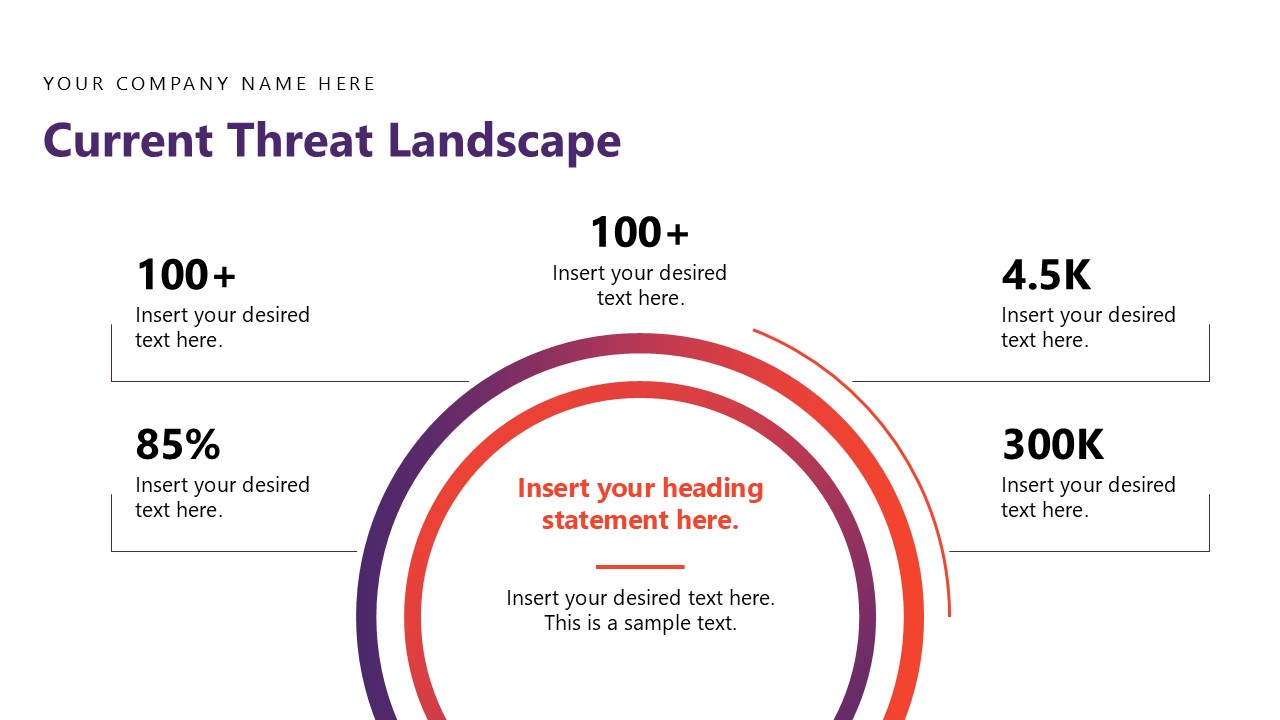 YOUR COMPANY NAME HERE
Current Threat Landscape
100+
Insert your desired
text here.
100+
Insert your desired
text here.
4.5K
Insert your desired
text here.
85%
Insert your desired
text here.
300K
Insert your desired
text here.
Insert your heading
statement here.
Insert your desired text here.
This is a sample text.